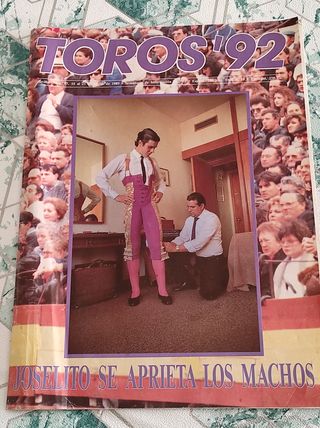 TOROS '92
JOSELITO SE APRIETA LOS MACHOS